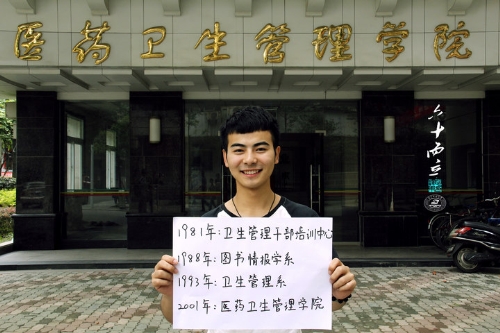 医药卫生管理学院
六十而立
1981年:卫生管理干部培训中心
1988年:图书情报学系
1993年:卫生管理系
2001年:医药卫生管理学院